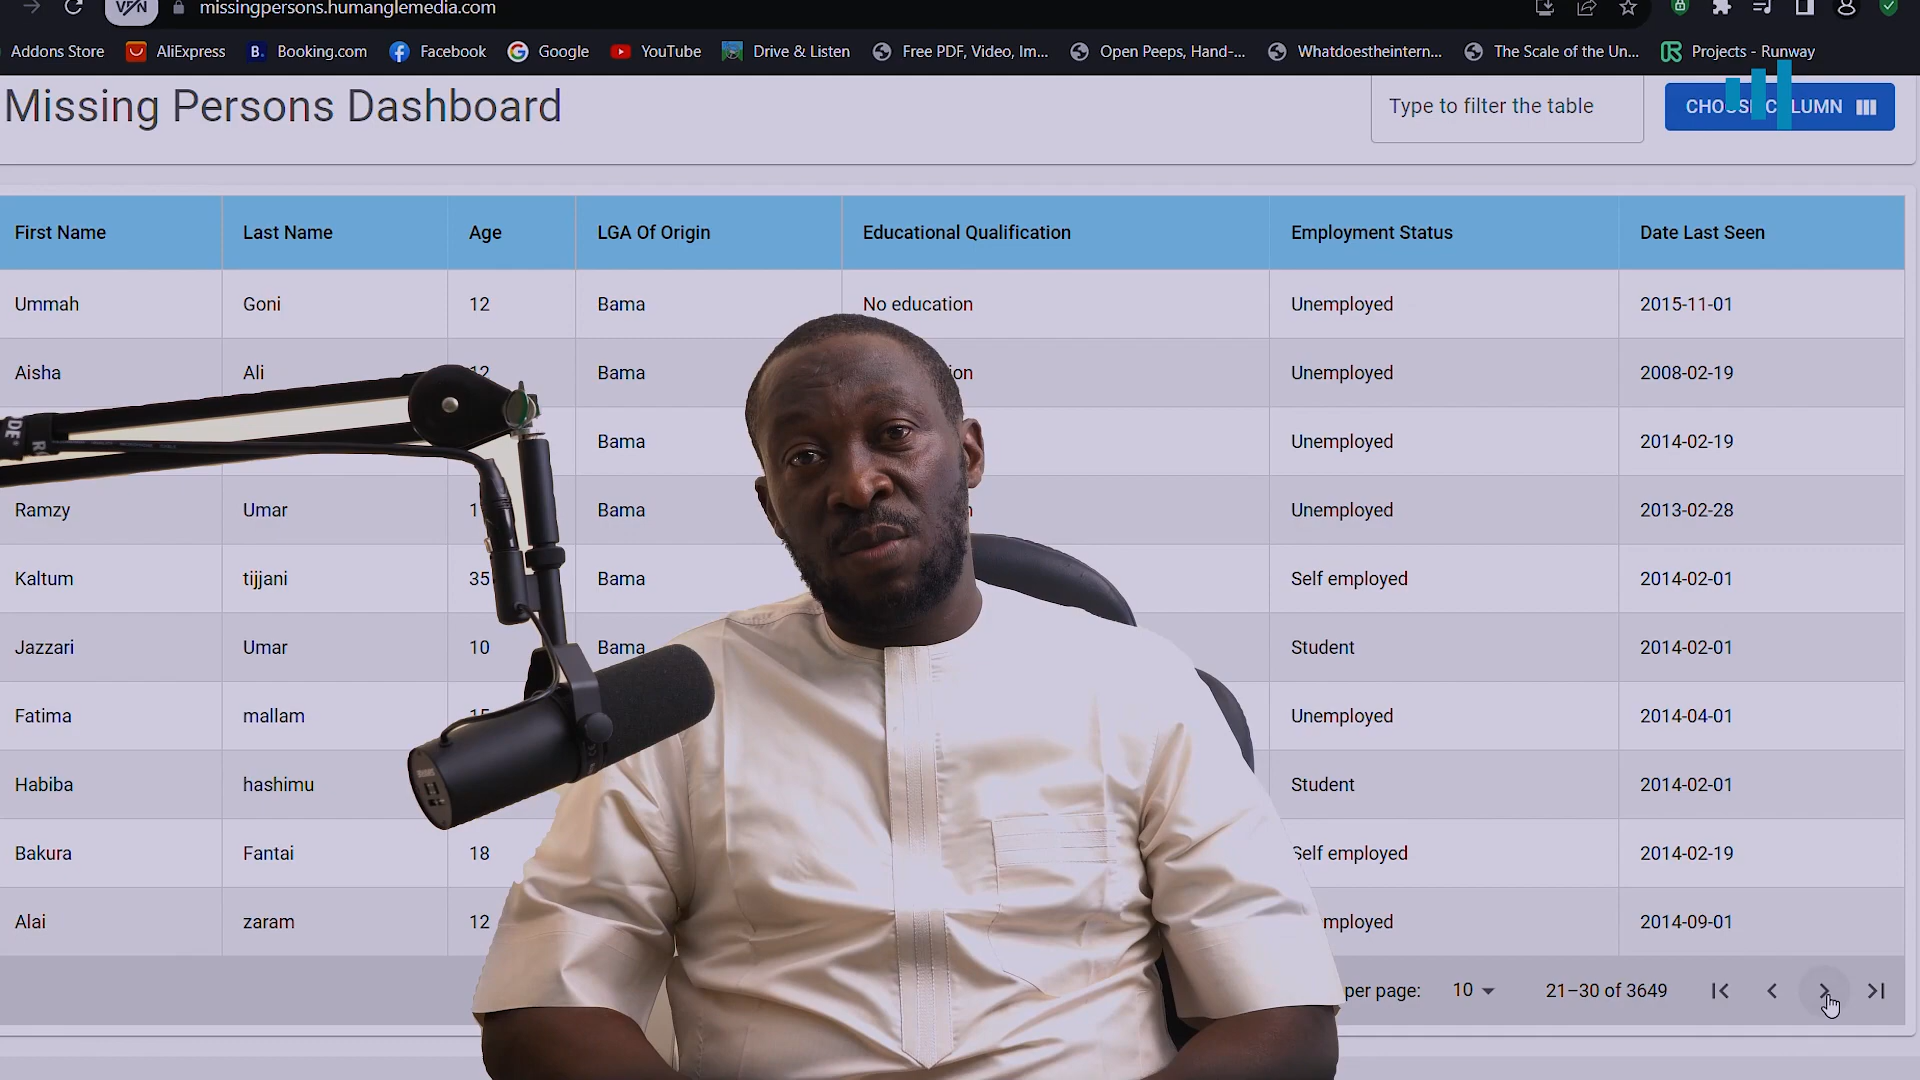 VPN missingpersons.humanglemedia.com
Addons Store AliExpress B. Booking.com Facebook Google YouTube Drive & Listen Free PDF, Video, Im... Open Peeps, Hand-... Whatdoestheintern... The Scale of the Un... Projects - Runway
Missing Persons Dashboard
Type to filter the table
First Name Last Name Age LGA Of Origin Educational Qualification Employment Status Date Last Seen
Ummah Goni 12 Bama No education Unemployed 2015-11-01
Aisha Ali 12 Bama Unemployed 2008-02-19
Bama Unemployed 2014-02-19
Ramzy Umar Bama Unemployed 2013-02-28
Kaltum tijjani 35 Bama Self employed 2014-02-01
Jazzari Umar 10 Bama Student 2014-02-01
Fatima mallam Bama Unemployed 2014-04-01
Habiba hashimu Student 2014-02-01
Bakura Fantai 18 Self employed 2014-02-19
Alai zaram 12 2014-09-01
per page: 10 21–30 of 3649